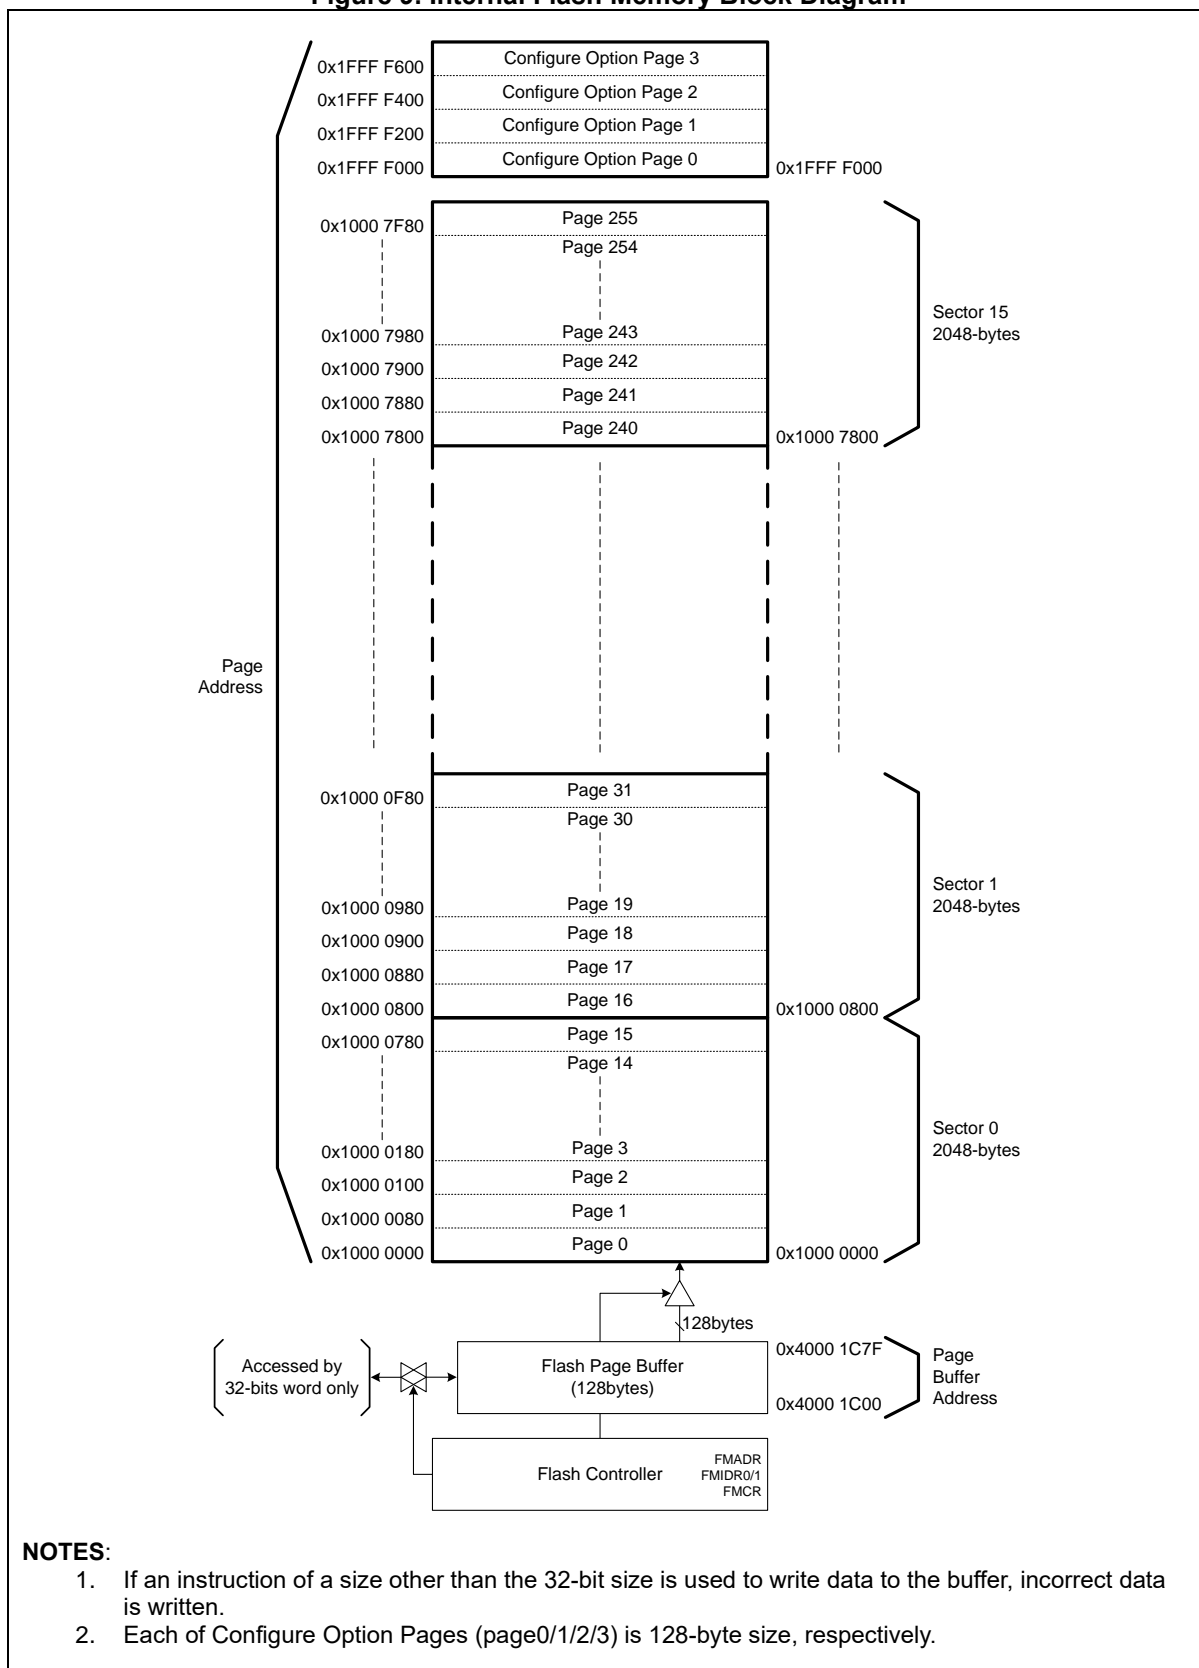 Figure 9. Internal Flash Memory Block Diagram
0x1FFF F600 Configure Option Page 3
0x1FFF F400 Configure Option Page 2
0x1FFF F200 Configure Option Page 1
0x1FFF F000 Configure Option Page 0 0x1FFF F000
0x1000 7F80 Page 255
Page 254
Sector 15
2048-bytes
0x1000 7980 Page 243
0x1000 7900 Page 242
0x1000 7880 Page 241
0x1000 7800 Page 240 0x1000 7800
Page
Address
0x1000 0F80 Page 31
Page 30
Sector 1
2048-bytes
0x1000 0980 Page 19
0x1000 0900 Page 18
0x1000 0880 Page 17
0x1000 0800 Page 16 0x1000 0800
0x1000 0780 Page 15
Page 14
Sector 0
2048-bytes
0x1000 0180 Page 3
0x1000 0100 Page 2
0x1000 0080 Page 1
0x1000 0000 Page 0 0x1000 0000
128bytes
Accessed by
32-bits word only
Flash Page Buffer
(128bytes)
0x4000 1C7F
0x4000 1C00
Page
Buffer
Address
Flash Controller
FMADR
FMIDR0/1
FMCR
NOTES:
1. If an instruction of a size other than the 32-bit size is used to write data to the buffer, incorrect data
is written.
2. Each of Configure Option Pages (page0/1/2/3) is 128-byte size, respectively.